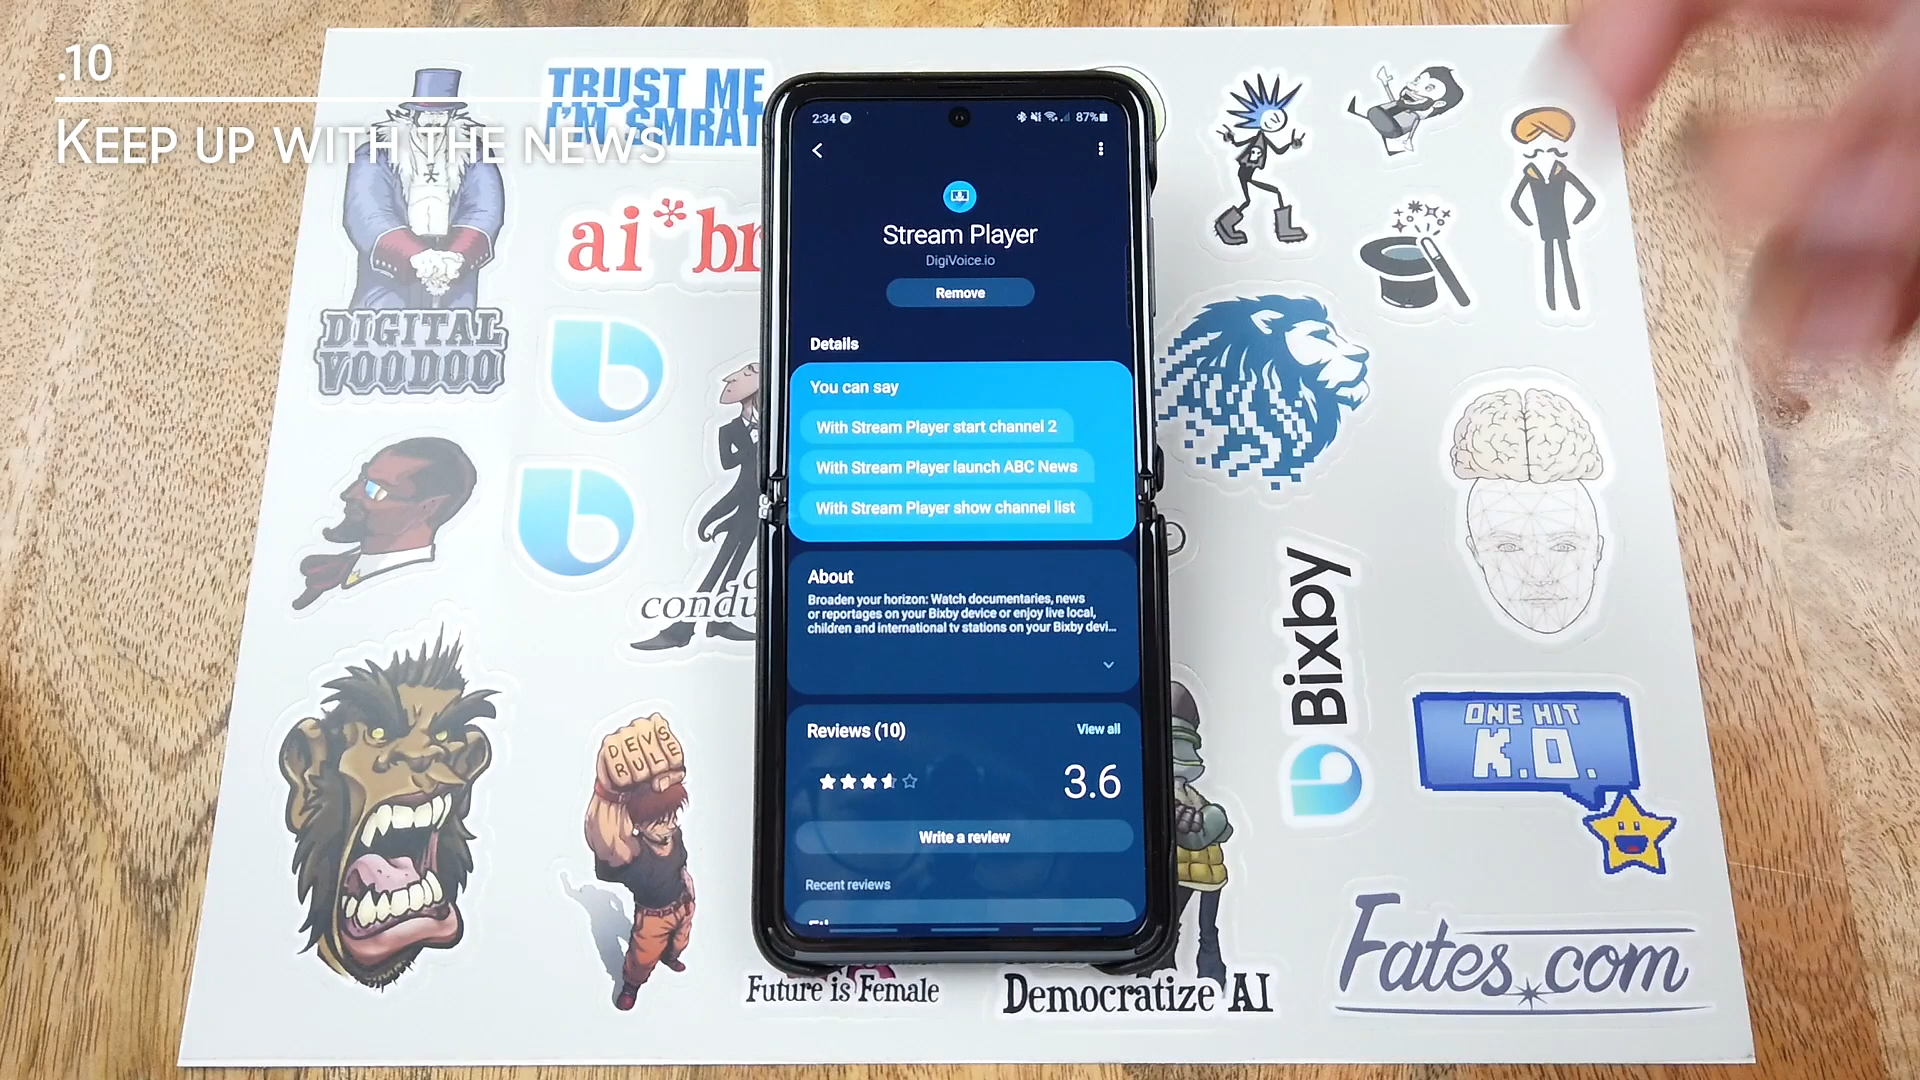 .10
KEEP UP WITH THE NEWS
TRUST ME
I'M SMRAT
ai*br
DIGITAL
VOODOO
condu
DEVS
RULE
Future is Female
Democratize AI
Bixby
ONE HIT
K.O.
Fates.com
2:34
87%
Stream Player
DigiVoice.io
Remove
Details
You can say
With Stream Player start channel 2
With Stream Player launch ABC News
With Stream Player show channel list
About
Broaden your horizon: Watch documentaries, news
or reportages on your Bixby device or enjoy live local,
children and international tv stations on your Bixby devi...
Reviews (10)
View all
3.6
Write a review
Recent reviews